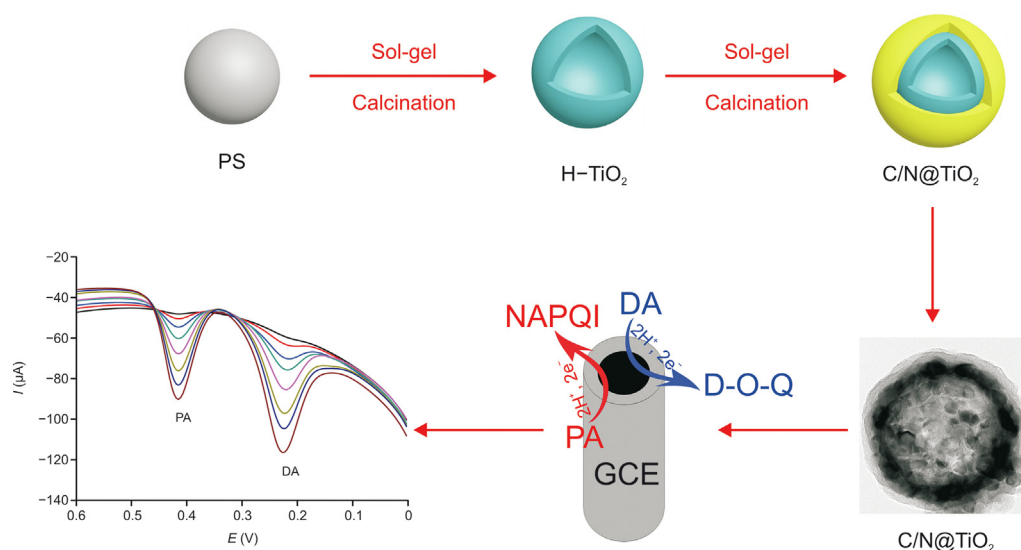 Sol-gel
Calcination
Sol-gel
Calcination
PS
H−TiO₂
C/N@TiO₂
−20
−40
−60
−80
−100
−120
−140
I (μA)
PA
DA
0.6
0.5
0.4
0.3
0.2
0.1
0
E (V)
NAPQI
DA
2H⁺, 2e⁻
2H⁺, 2e⁻
D-O-Q
PA
GCE
C/N@TiO₂